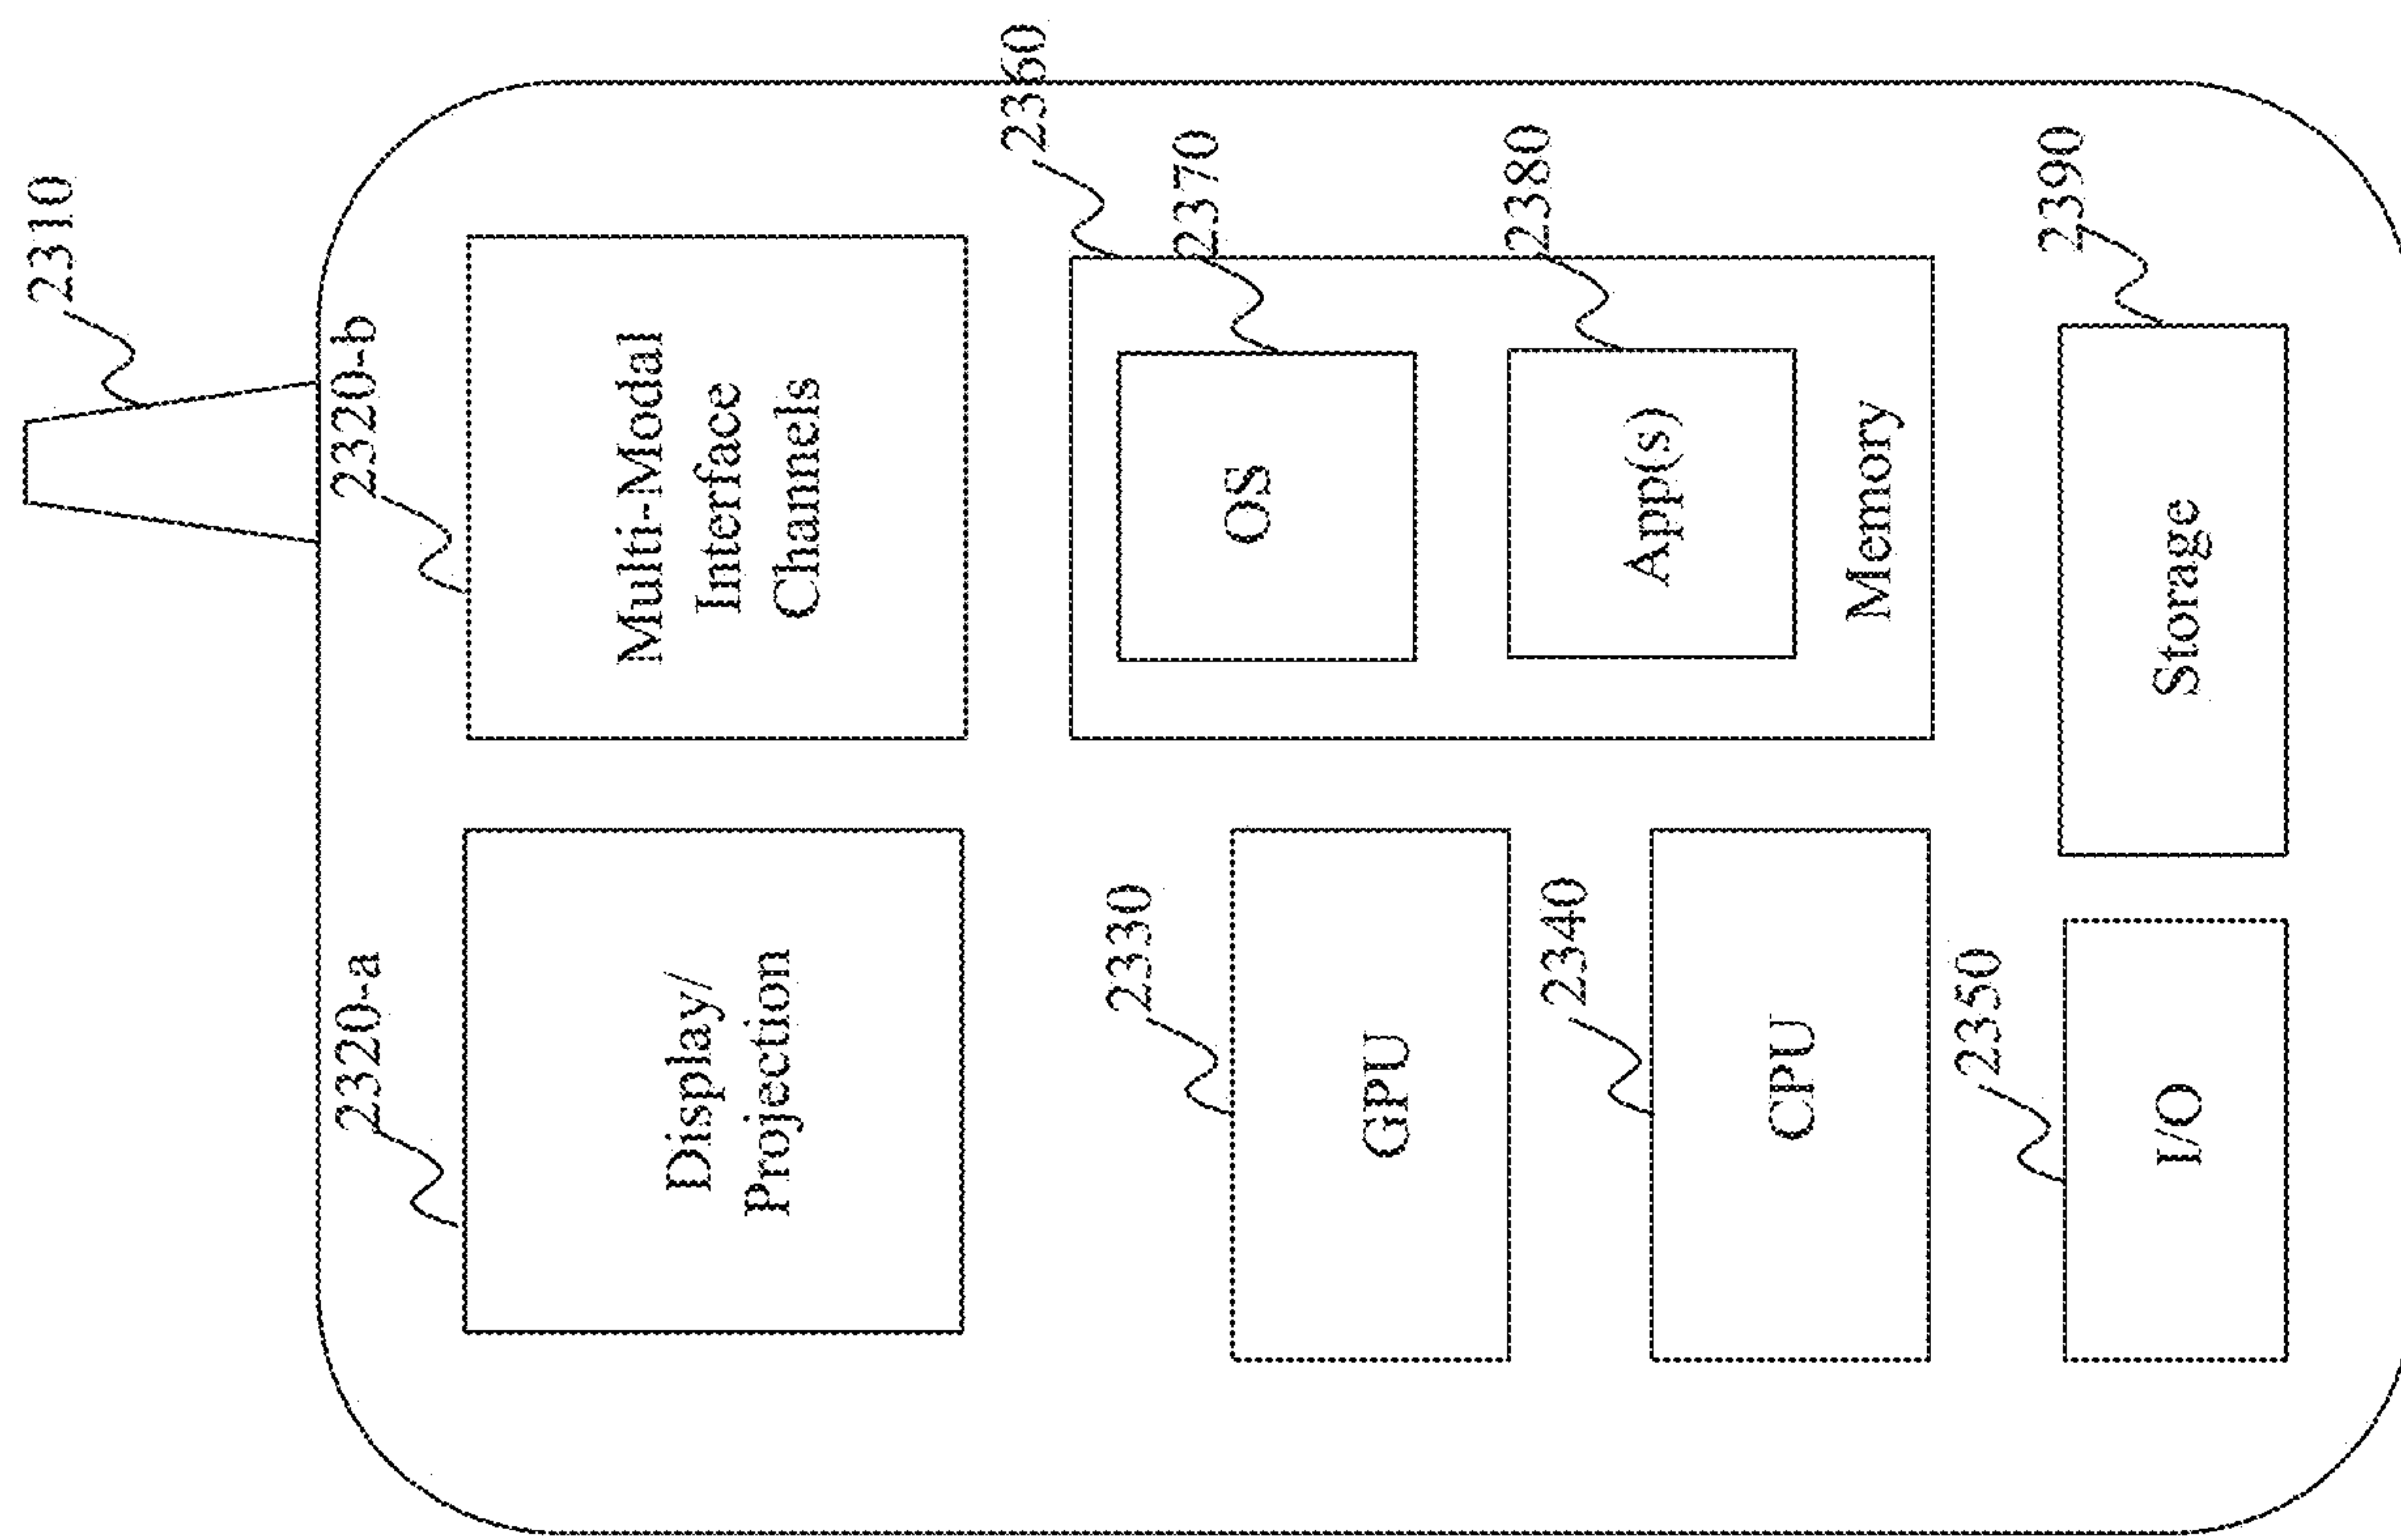 2310
2320-a
2320-b
Display/
Projection
Multi-Modal
Interface
Channels
2360
2330
GPU
2370
OS
2340
CPU
2380
App(s)
Memory
2350
I/O
2390
Storage